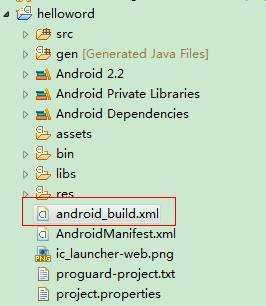 helloword
src
gen [Generated Java Files]
Android 2.2
Android Private Libraries
Android Dependencies
assets
bin
libs
res
android_build.xml
AndroidManifest.xml
ic_launcher-web.png
proguard-project.txt
project.properties